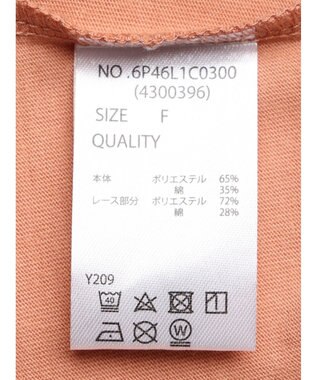 NO.6P46L1C0300
(4300396)
SIZE F
QUALITY
本体 ポリエステル 65%
綿 35%
レース部分 ポリエステル 72%
綿 28%
Y209
40
W